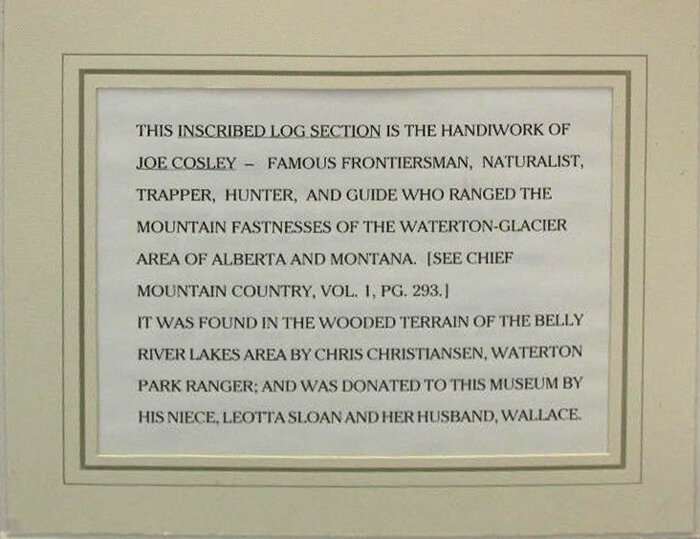 THIS INSCRIBED LOG SECTION IS THE HANDIWORK OF
JOE COSLEY – FAMOUS FRONTIERSMAN, NATURALIST,
TRAPPER, HUNTER, AND GUIDE WHO RANGED THE
MOUNTAIN FASTNESSES OF THE WATERTON-GLACIER
AREA OF ALBERTA AND MONTANA. [SEE CHIEF
MOUNTAIN COUNTRY, VOL. 1, PG. 293.]
IT WAS FOUND IN THE WOODED TERRAIN OF THE BELLY
RIVER LAKES AREA BY CHRIS CHRISTIANSEN, WATERTON
PARK RANGER; AND WAS DONATED TO THIS MUSEUM BY
HIS NIECE, LEOTTA SLOAN AND HER HUSBAND, WALLACE.